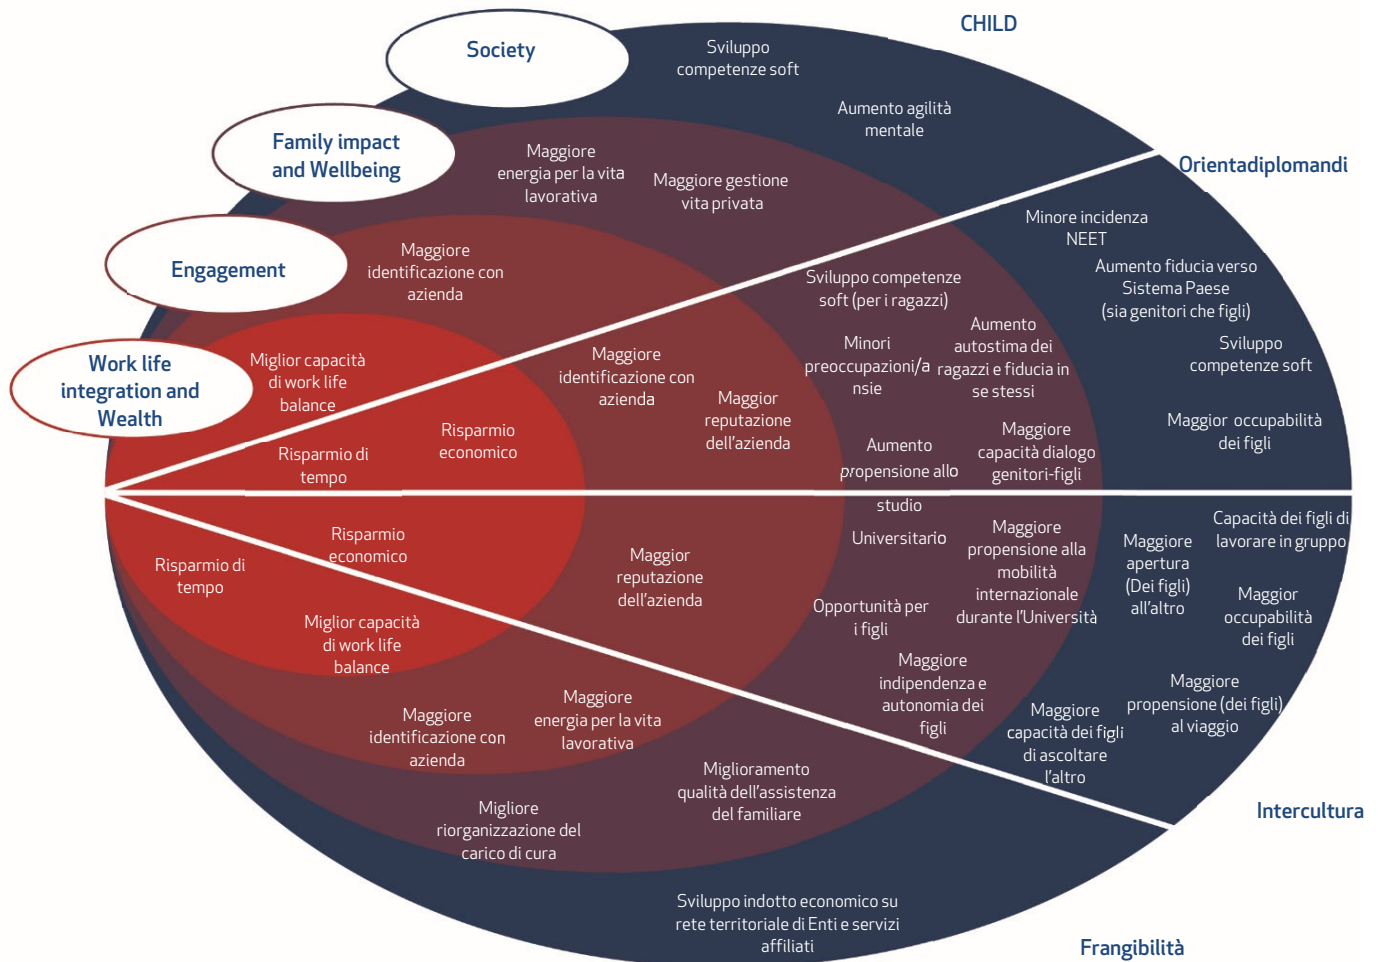 CHILD
Society
Sviluppo
competenze soft
Aumento agilità
mentale
Family impact
and Wellbeing
Maggiore
energia per la vita
lavorativa
Maggiore gestione
vita privata
Orientadiplomandi
Minore incidenza
NEET
Engagement
Maggiore
identificazione con
azienda
Sviluppo competenze
soft (per i ragazzi)
Aumento fiducia verso
Sistema Paese
(sia genitori che figli)
Work life
integration and
Wealth
Miglior capacità
di work life
balance
Maggiore
identificazione con
azienda
Minori
preoccupazioni/a
nsie
Aumento
autostima dei
ragazzi e fiducia in
se stessi
Sviluppo
competenze soft
Risparmio di
tempo
Risparmio
economico
Maggior
reputazione
dell'azienda
Aumento
propensione allo
studio
Universitario
Maggiore
capacità dialogo
genitori-figli
Maggior occupabilità
dei figli
Risparmio di
tempo
Risparmio
economico
Maggior
reputazione
dell'azienda
Maggiore
propensione alla
mobilità
internazionale
durante l'Università
Maggiore
apertura
(Dei figli)
all'altro
Capacità dei figli di
lavorare in gruppo
Opportunità per
i figli
Maggior
occupabilità
dei figli
Miglior capacità
di work life
balance
Maggiore
indipendenza e
autonomia dei
figli
Maggiore
propensione (dei figli)
al viaggio
Maggiore
identificazione con
azienda
Maggiore
energia per la vita
lavorativa
Maggiore
capacità dei figli
di ascoltare
l'altro
Miglioramento
qualità dell'assistenza
del familiare
Migliore
riorganizzazione del
carico di cura
Intercultura
Sviluppo indotto economico su
rete territoriale di Enti e servizi
affiliati
Frangibilità